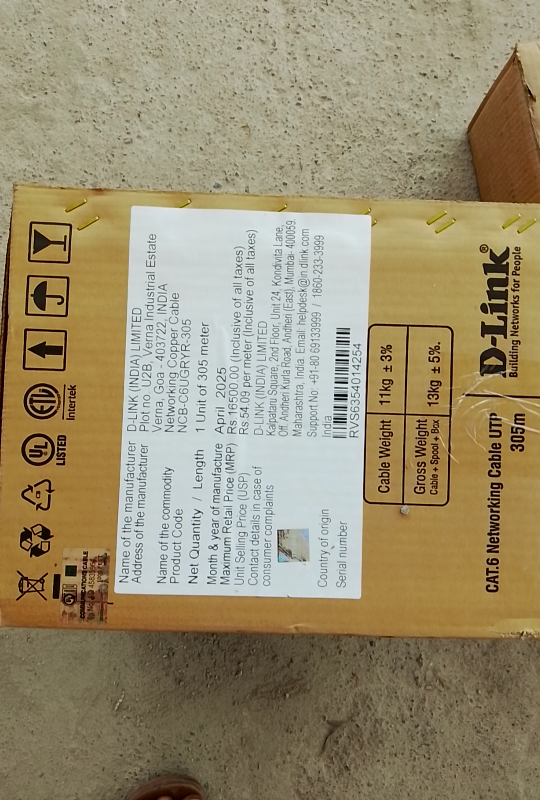 Name of the manufacturer D-LINK (INDIA) LIMITED
Address of the manufacturer Plot no. U2B, Verna Industrial Estate
Verna, Goa - 403722, INDIA
Name of the commodity Networking Copper Cable
Product Code NCB-C6UGRYR-305
Net Quantity / Length 1 Unit of 305 meter
Month & year of manufacture April, 2025
Maximum Retail Price (MRP) Rs 16500.00 (Inclusive of all taxes)
Unit Selling Price (USP) Rs 54.09 per meter (Inclusive of all taxes)
Contact details in case of D-LINK (INDIA) LIMITED
consumer complaints Kalpataru Square, 2nd Floor, Unit 24, Kondivita Lane,
Off. Andheri Kurla Road, Andheri (East), Mumbai- 400059.
Maharashtra, India. Email: helpdesk@in.dlink.com
Support No. +91-80 69133999 / 1860-233-3999
Country of origin India
Serial number
RVS6354014254
UL LISTED
ETL Intertek
Cable Weight 11kg ± 3%
Gross Weight 13kg ± 5%.
Cable + Spool + Box
CAT.6 Networking Cable UTP
305m
D-Link®
Building Networks for People